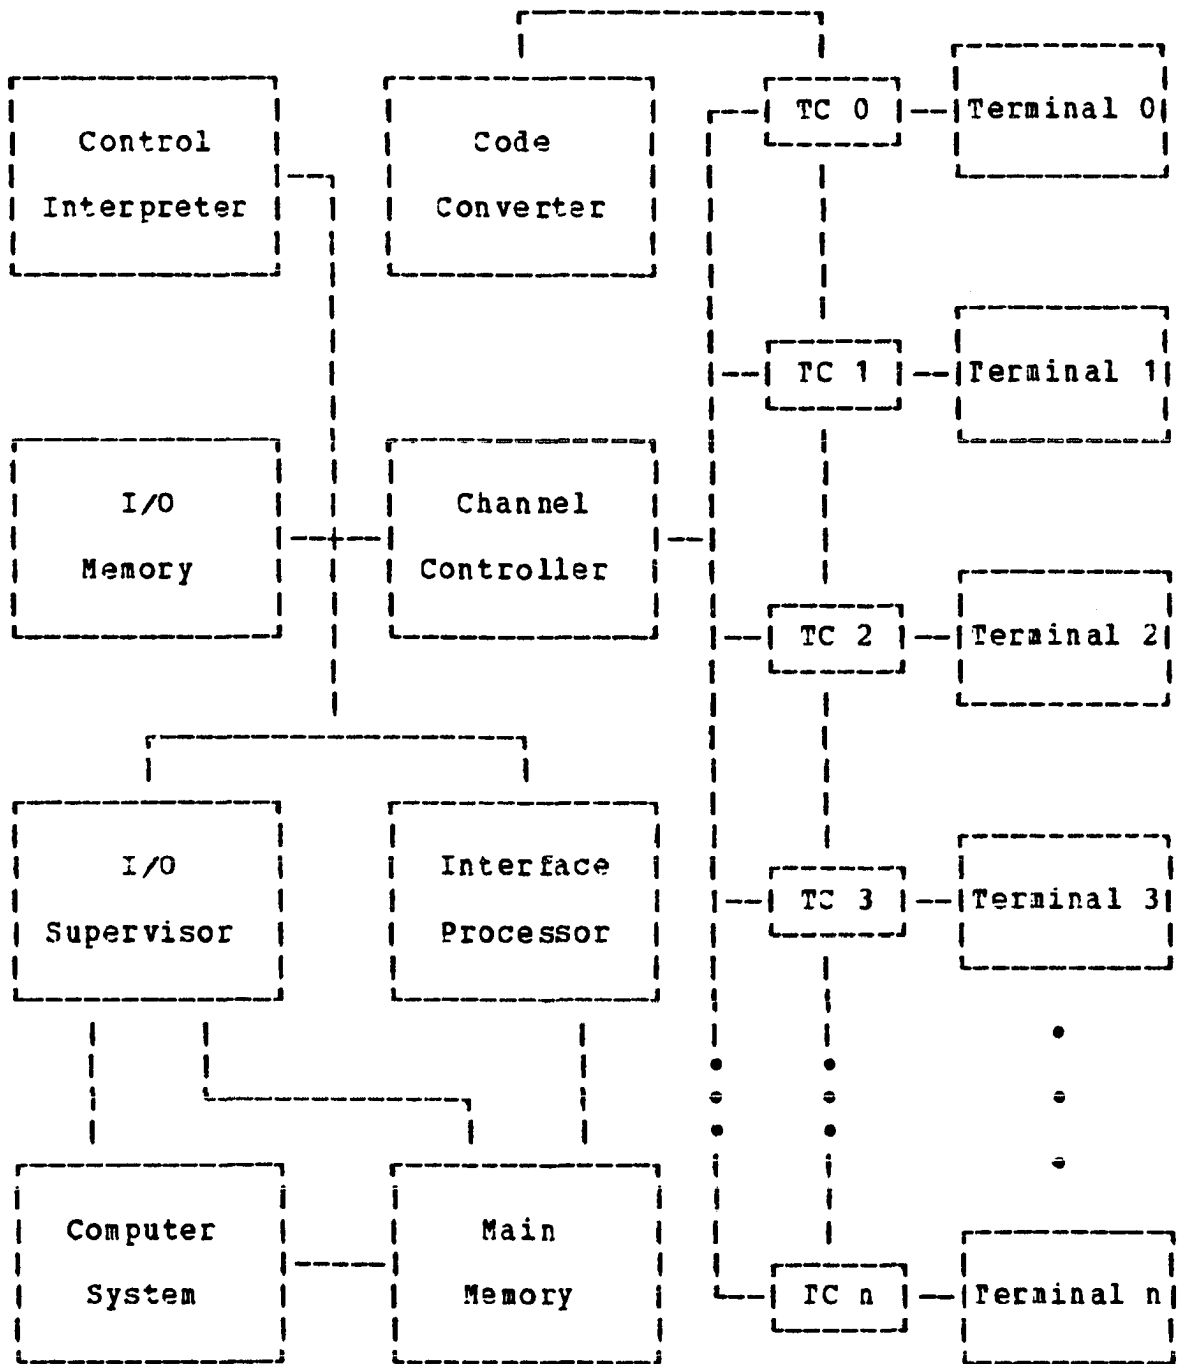 Control
Interpreter
Code
Converter
TC 0
Terminal 0
TC 1
Terminal 1
I/O
Memory
Channel
Controller
TC 2
Terminal 2
I/O
Supervisor
Interface
Processor
TC 3
Terminal 3
Computer
System
Main
Memory
TC n
Terminal n